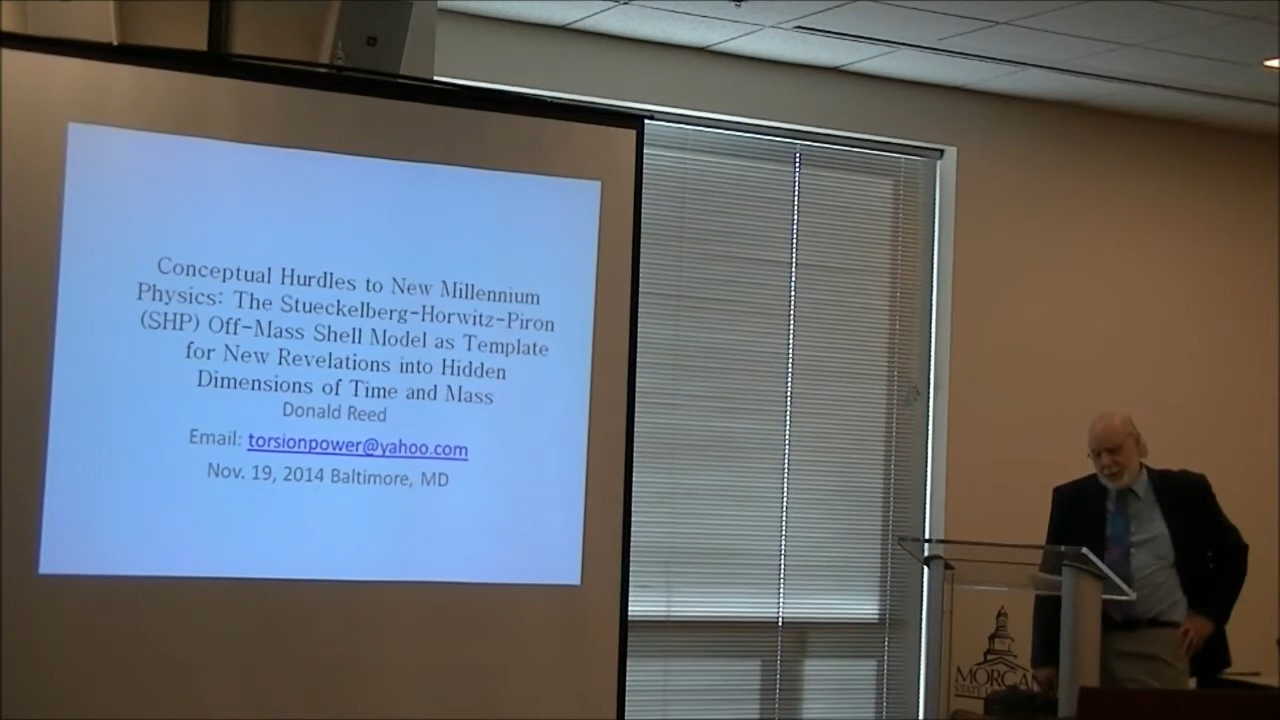 Conceptual Hurdles to New Millennium
Physics: The Stueckelberg-Horwitz-Piron
(SHP) Off-Mass Shell Model as Template
for New Revelations into Hidden
Dimensions of Time and Mass
Donald Reed
Email: torsionpower@yahoo.com
Nov. 19, 2014 Baltimore, MD
MORGA
STATE